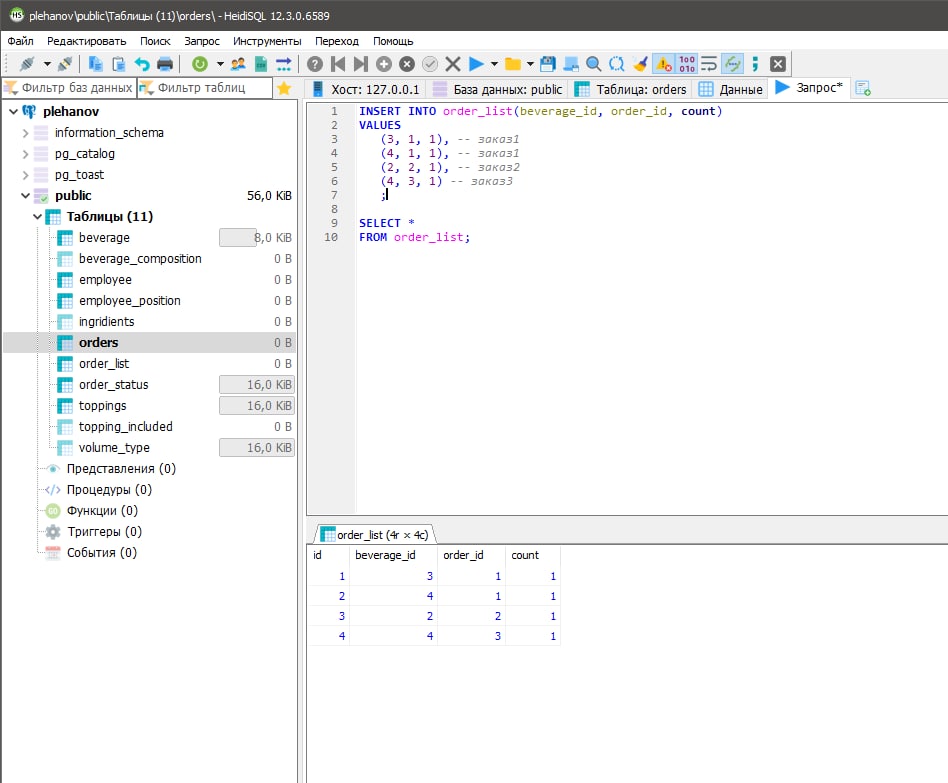 plehanov\public\Таблицы (11)\orders\ - HeidiSQL 12.3.0.6589
Файл Редактировать Поиск Запрос Инструменты Переход Помощь
Фильтр баз данных Фильтр таблиц
Хост: 127.0.0.1 База данных: public Таблица: orders Данные Запрос*
plehanov
information_schema
pg_catalog
pg_toast
public 56,0 KiB
Таблицы (11)
beverage 8,0 KiB
beverage_composition 0 B
employee 0 B
employee_position 0 B
ingridients 0 B
orders 0 B
order_list 0 B
order_status 16,0 KiB
toppings 16,0 KiB
topping_included 0 B
volume_type 16,0 KiB
Представления (0)
Процедуры (0)
Функции (0)
Триггеры (0)
События (0)
1 INSERT INTO order_list(beverage_id, order_id, count)
2 VALUES
3 (3, 1, 1), -- заказ1
4 (4, 1, 1), -- заказ1
5 (2, 2, 1), -- заказ2
6 (4, 3, 1) -- заказ3
7 ;
8
9 SELECT *
10 FROM order_list;
order_list (4r × 4c)
id beverage_id order_id count
1 3 1 1
2 4 1 1
3 2 2 1
4 4 3 1